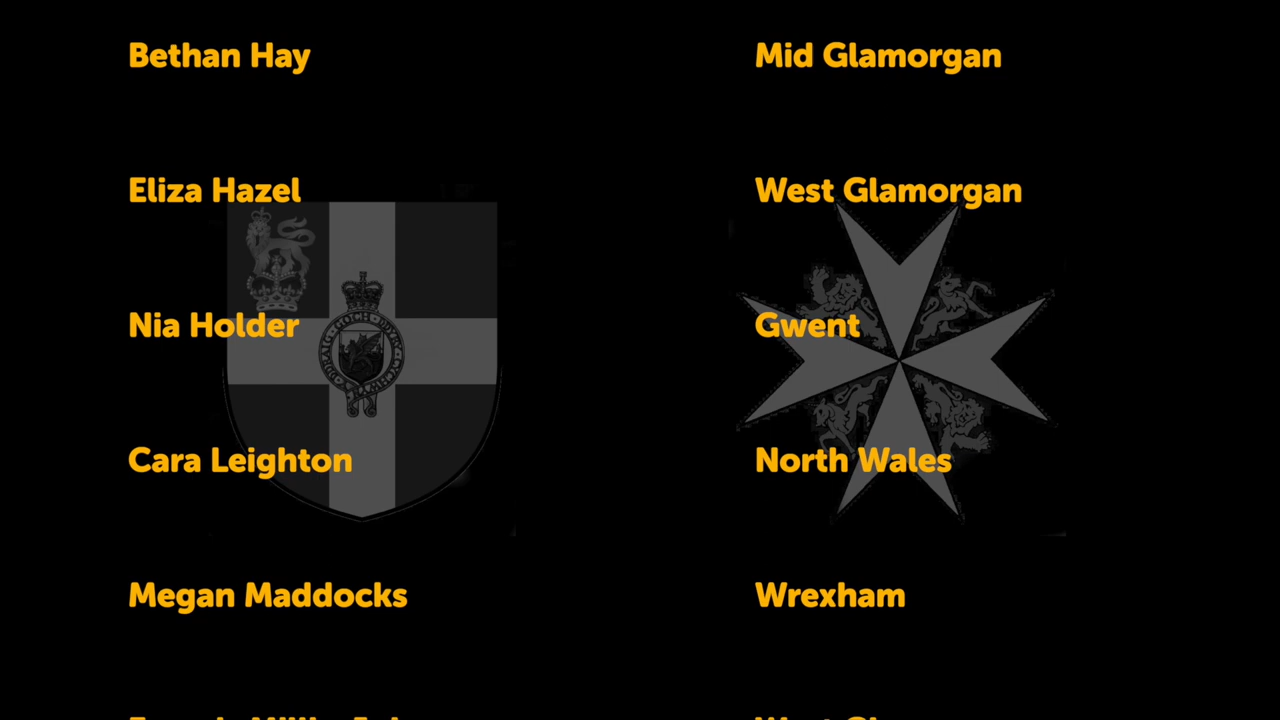 Bethan Hay Mid Glamorgan
Eliza Hazel West Glamorgan
Nia Holder Gwent
Cara Leighton North Wales
Megan Maddocks Wrexham